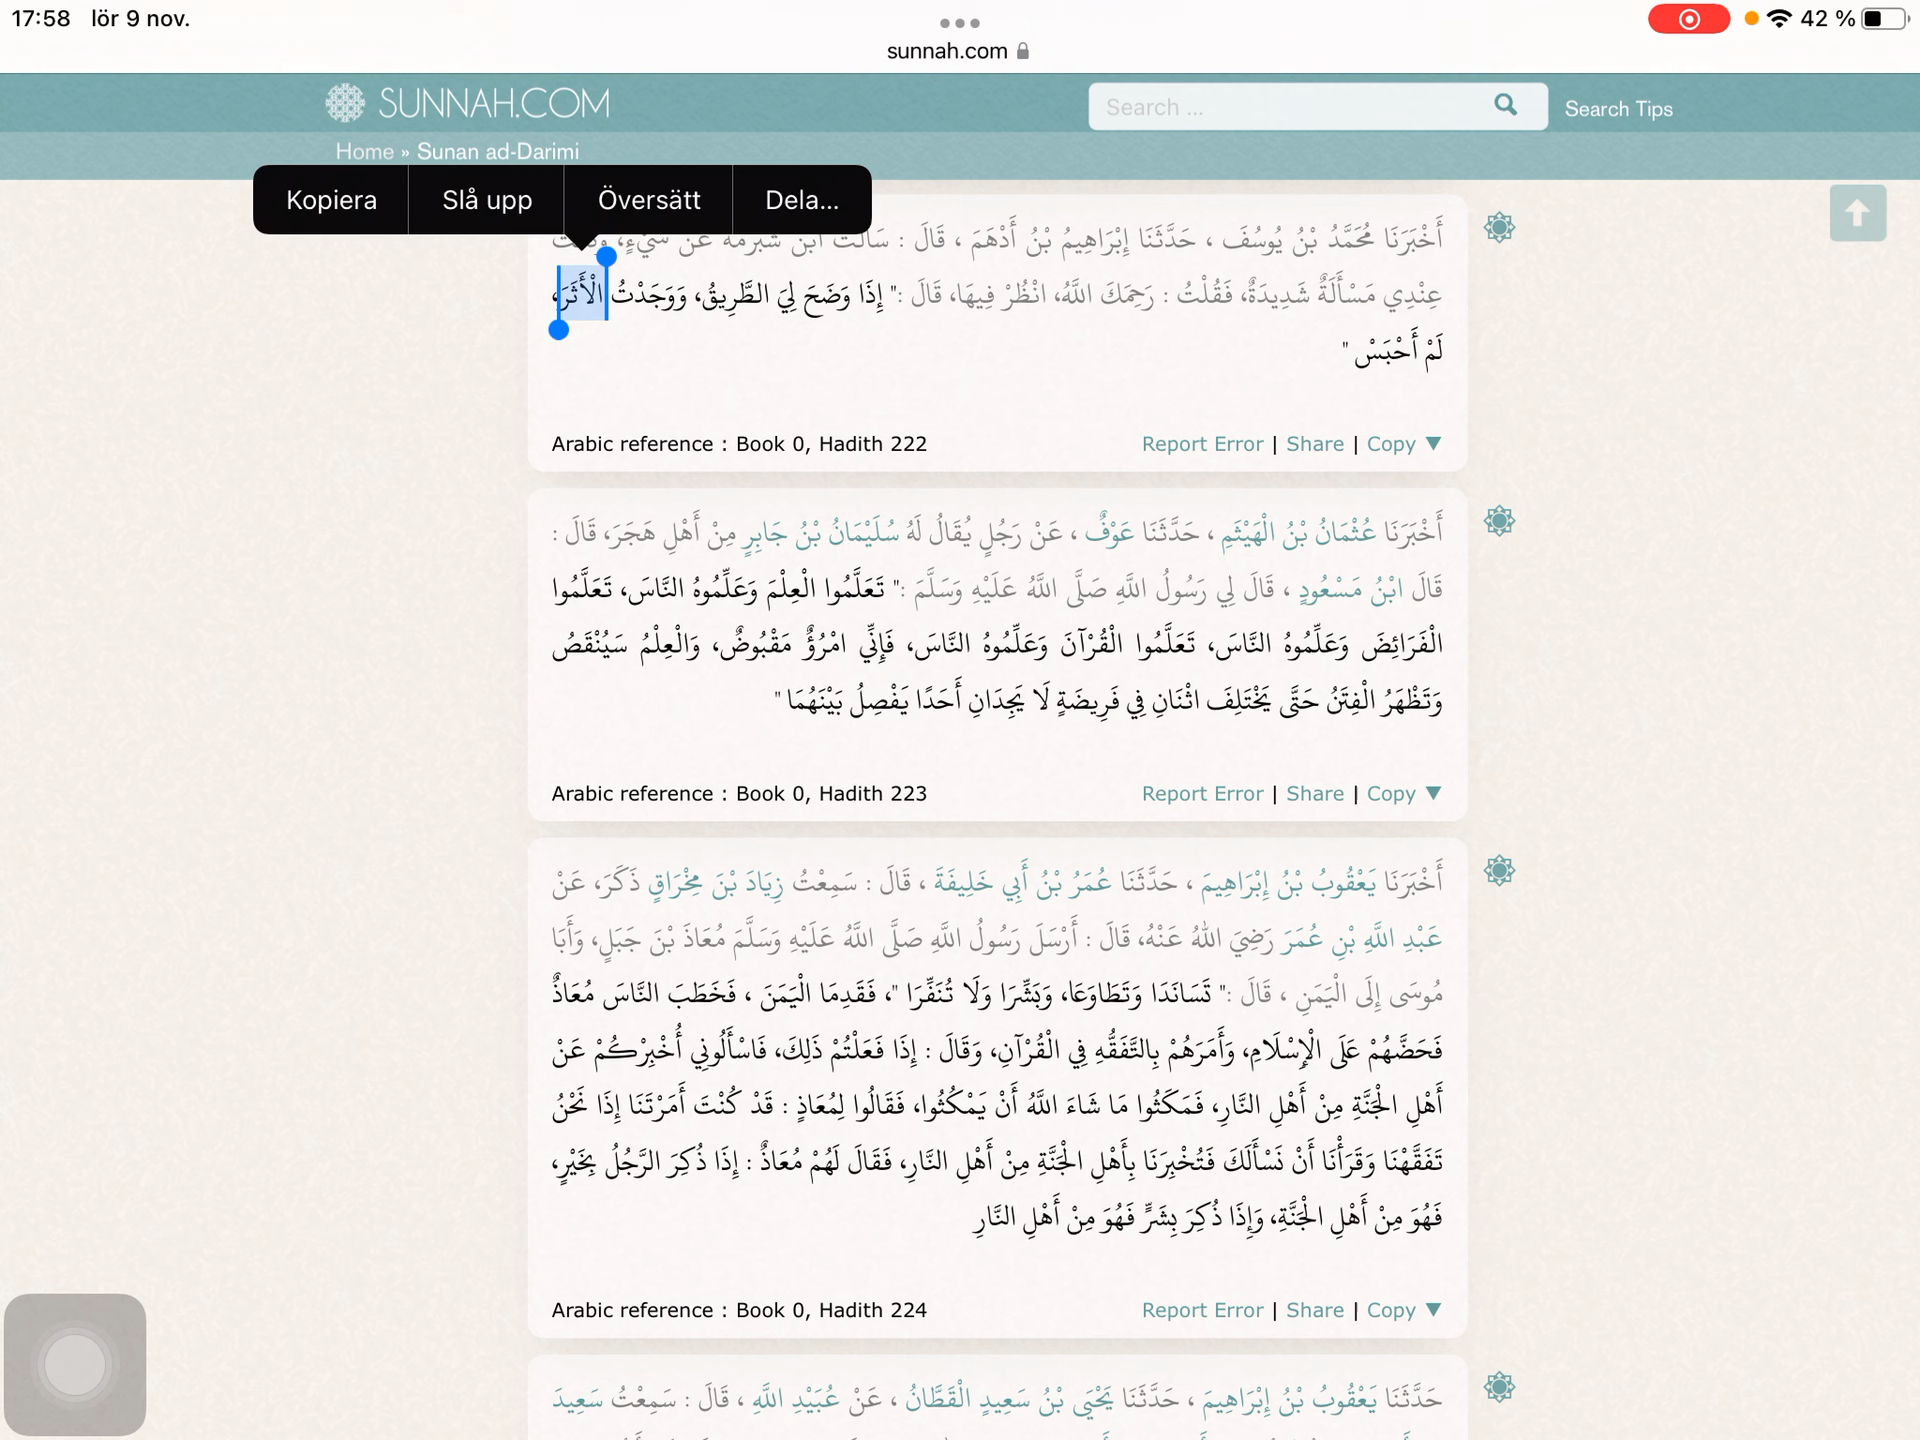 17:58 lör 9 nov.
42 %
sunnah.com
SUNNAH.COM
Search ...
Search Tips
Home » Sunan ad-Darimi
Kopiera
Slå upp
Översätt
Dela...
أَخْبَرَنَا مُحَمَّدُ بْنُ يُوسُفَ ، حَدَّثَنَا إِبْرَاهِيمُ بْنُ أَدْهَمَ ، قَالَ : سَأَلْتُ ابْنَ شُبْرُمَةَ عَنْ شَيْءٍ،
عِنْدِي مَسْأَلَةٌ شَدِيدَةٌ، فَقُلْتُ : رَحِمَكَ اللَّهُ، انْظُرْ فِيهَا، قَالَ :" إِذَا وَضَحَ لِيَ الطَّرِيقُ، وَوَجَدْتُ الْأَثَرَ،
لَمْ أَحْبَسْ "
Arabic reference : Book 0, Hadith 222
Report Error | Share | Copy ▼
أَخْبَرَنَا عُثْمَانُ بْنُ الْهَيْثَمِ ، حَدَّثَنَا عَوْفٌ ، عَنْ رَجُلٍ يُقَالُ لَهُ سُلَيْمَانُ بْنُ جَابِرٍ مِنْ أَهْلِ هَجَرَ، قَالَ :
قَالَ ابْنُ مَسْعُودٍ ، قَالَ لِي رَسُولُ اللَّهِ صَلَّى اللَّهُ عَلَيْهِ وَسَلَّمَ :" تَعَلَّمُوا الْعِلْمَ وَعَلِّمُوهُ النَّاسَ، تَعَلَّمُوا
الْفَرَائِضَ وَعَلِّمُوهُ النَّاسَ، تَعَلَّمُوا الْقُرْآنَ وَعَلِّمُوهُ النَّاسَ، فَإِنِّي امْرُؤٌ مَقْبُوضٌ، وَالْعِلْمُ سَيُنْقَصُ
وَتَظْهَرُ الْفِتَنُ حَتَّى يَخْتَلِفَ اثْنَانِ فِي فَرِيضَةٍ لَا يَجِدَانِ أَحَدًا يَفْصِلُ بَيْنَهُمَا "
Arabic reference : Book 0, Hadith 223
Report Error | Share | Copy ▼
أَخْبَرَنَا يَعْقُوبُ بْنُ إِبْرَاهِيمَ ، حَدَّثَنَا عُمَرُ بْنُ أَبِي خَلِيفَةَ ، قَالَ : سَمِعْتُ زِيَادَ بْنَ مِخْرَاقٍ ذَكَرَ، عَنْ
عَبْدِ اللَّهِ بْنِ عُمَرَ رَضِيَ اللَّهُ عَنْهُ، قَالَ : أَرْسَلَ رَسُولُ اللَّهِ صَلَّى اللَّهُ عَلَيْهِ وَسَلَّمَ مُعَاذَ بْنَ جَبَلٍ، وَأَبَا
مُوسَى إِلَى الْيَمَنِ ، قَالَ :" تَسَانَدَا وَتَطَاوَعَا، وَبَشِّرَا وَلَا تُنَفِّرَا "، فَقَدِمَا الْيَمَنَ ، فَخَطَبَ النَّاسَ مُعَاذٌ
فَحَضَّهُمْ عَلَى الْإِسْلَامِ، وَأَمَرَهُمْ بِالتَّفَقُّهِ فِي الْقُرْآنِ، وَقَالَ : إِذَا فَعَلْتُمْ ذَلِكَ، فَاسْأَلُونِي أُخْبِرْكُمْ عَنْ
أَهْلِ الْجَنَّةِ مِنْ أَهْلِ النَّارِ، فَمَكَثُوا مَا شَاءَ اللَّهُ أَنْ يَمْكُثُوا، فَقَالُوا لِمُعَاذٍ : قَدْ كُنْتَ أَمَرْتَنَا إِذَا نَحْنُ
تَفَقَّهْنَا وَقَرَأْنَا أَنْ نَسْأَلَكَ فَتُخْبِرَنَا بِأَهْلِ الْجَنَّةِ مِنْ أَهْلِ النَّارِ، فَقَالَ لَهُمْ مُعَاذٌ : إِذَا ذُكِرَ الرَّجُلُ بِخَيْرٍ،
فَهُوَ مِنْ أَهْلِ الْجَنَّةِ، وَإِذَا ذُكِرَ بِشَرٍّ فَهُوَ مِنْ أَهْلِ النَّارِ
Arabic reference : Book 0, Hadith 224
Report Error | Share | Copy ▼
حَدَّثَنَا يَعْقُوبُ بْنُ إِبْرَاهِيمَ ، حَدَّثَنَا يَحْيَى بْنُ سَعِيدٍ الْقَطَّانُ ، عَنْ عُبَيْدِ اللَّهِ ، قَالَ : سَمِعْتُ سَعِيدَ